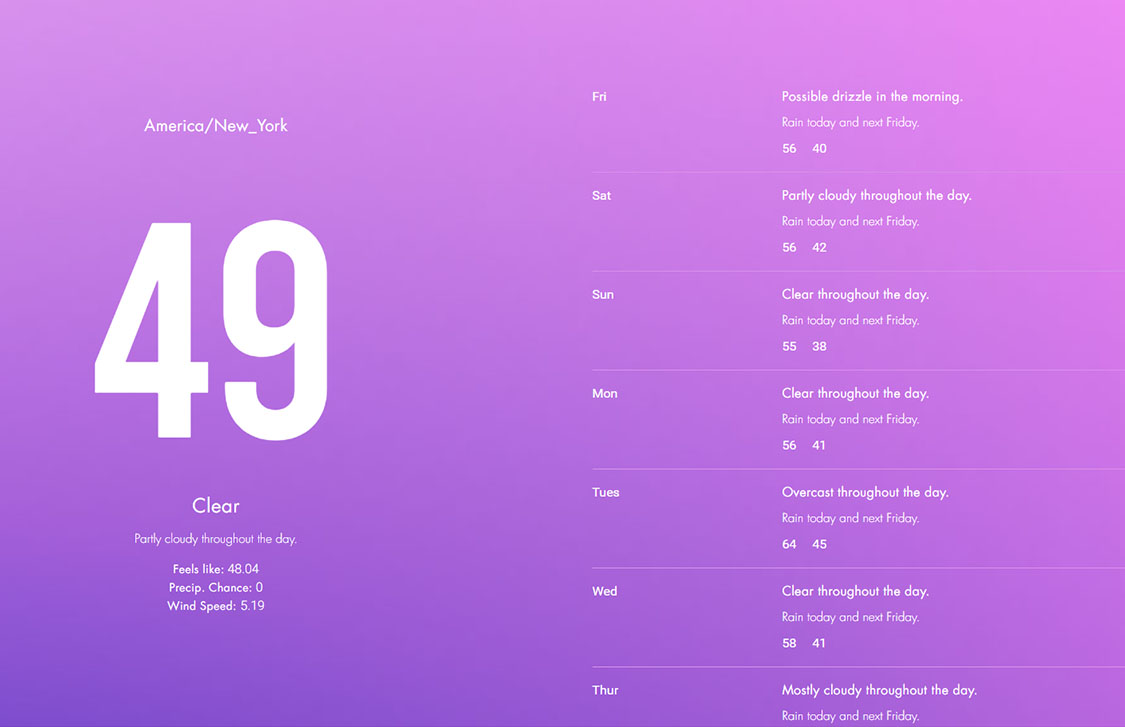 America/New_York
49
Clear
Partly cloudy throughout the day.
Feels like: 48.04
Precip. Chance: 0
Wind Speed: 5.19
Fri
Possible drizzle in the morning.
Rain today and next Friday.
56 40
Sat
Partly cloudy throughout the day.
Rain today and next Friday.
56 42
Sun
Clear throughout the day.
Rain today and next Friday.
55 38
Mon
Clear throughout the day.
Rain today and next Friday.
56 41
Tues
Overcast throughout the day.
Rain today and next Friday.
64 45
Wed
Clear throughout the day.
Rain today and next Friday.
58 41
Thur
Mostly cloudy throughout the day.
Rain today and next Friday.